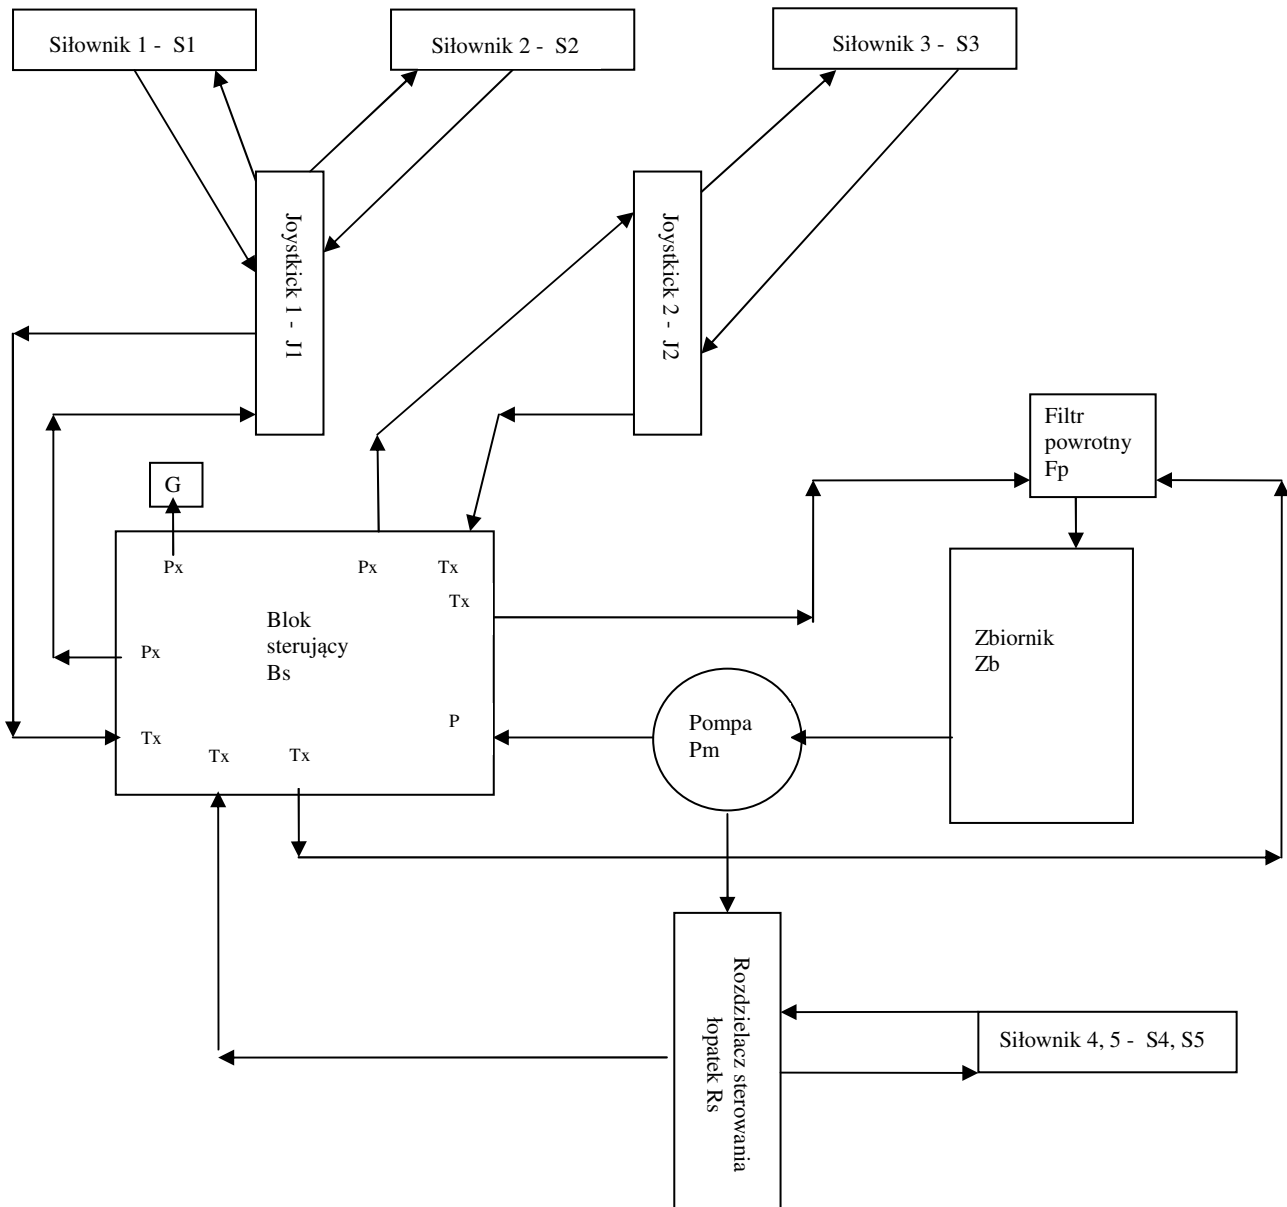 Siłownik 1 -  S1
Siłownik 2 -  S2
Siłownik 3 -  S3
Joystkick 1 -  J1
Joystkick 2 -  J2
Filtr
powrotny
Fp
G
Px
Px
Tx
Tx
Blok
sterujący
Bs
Px
Zbiornik
Zb
P
Pompa
Pm
Tx
Tx
Tx
Rozdzielacz sterowania
łopatek Rs
Siłownik 4, 5 -  S4, S5